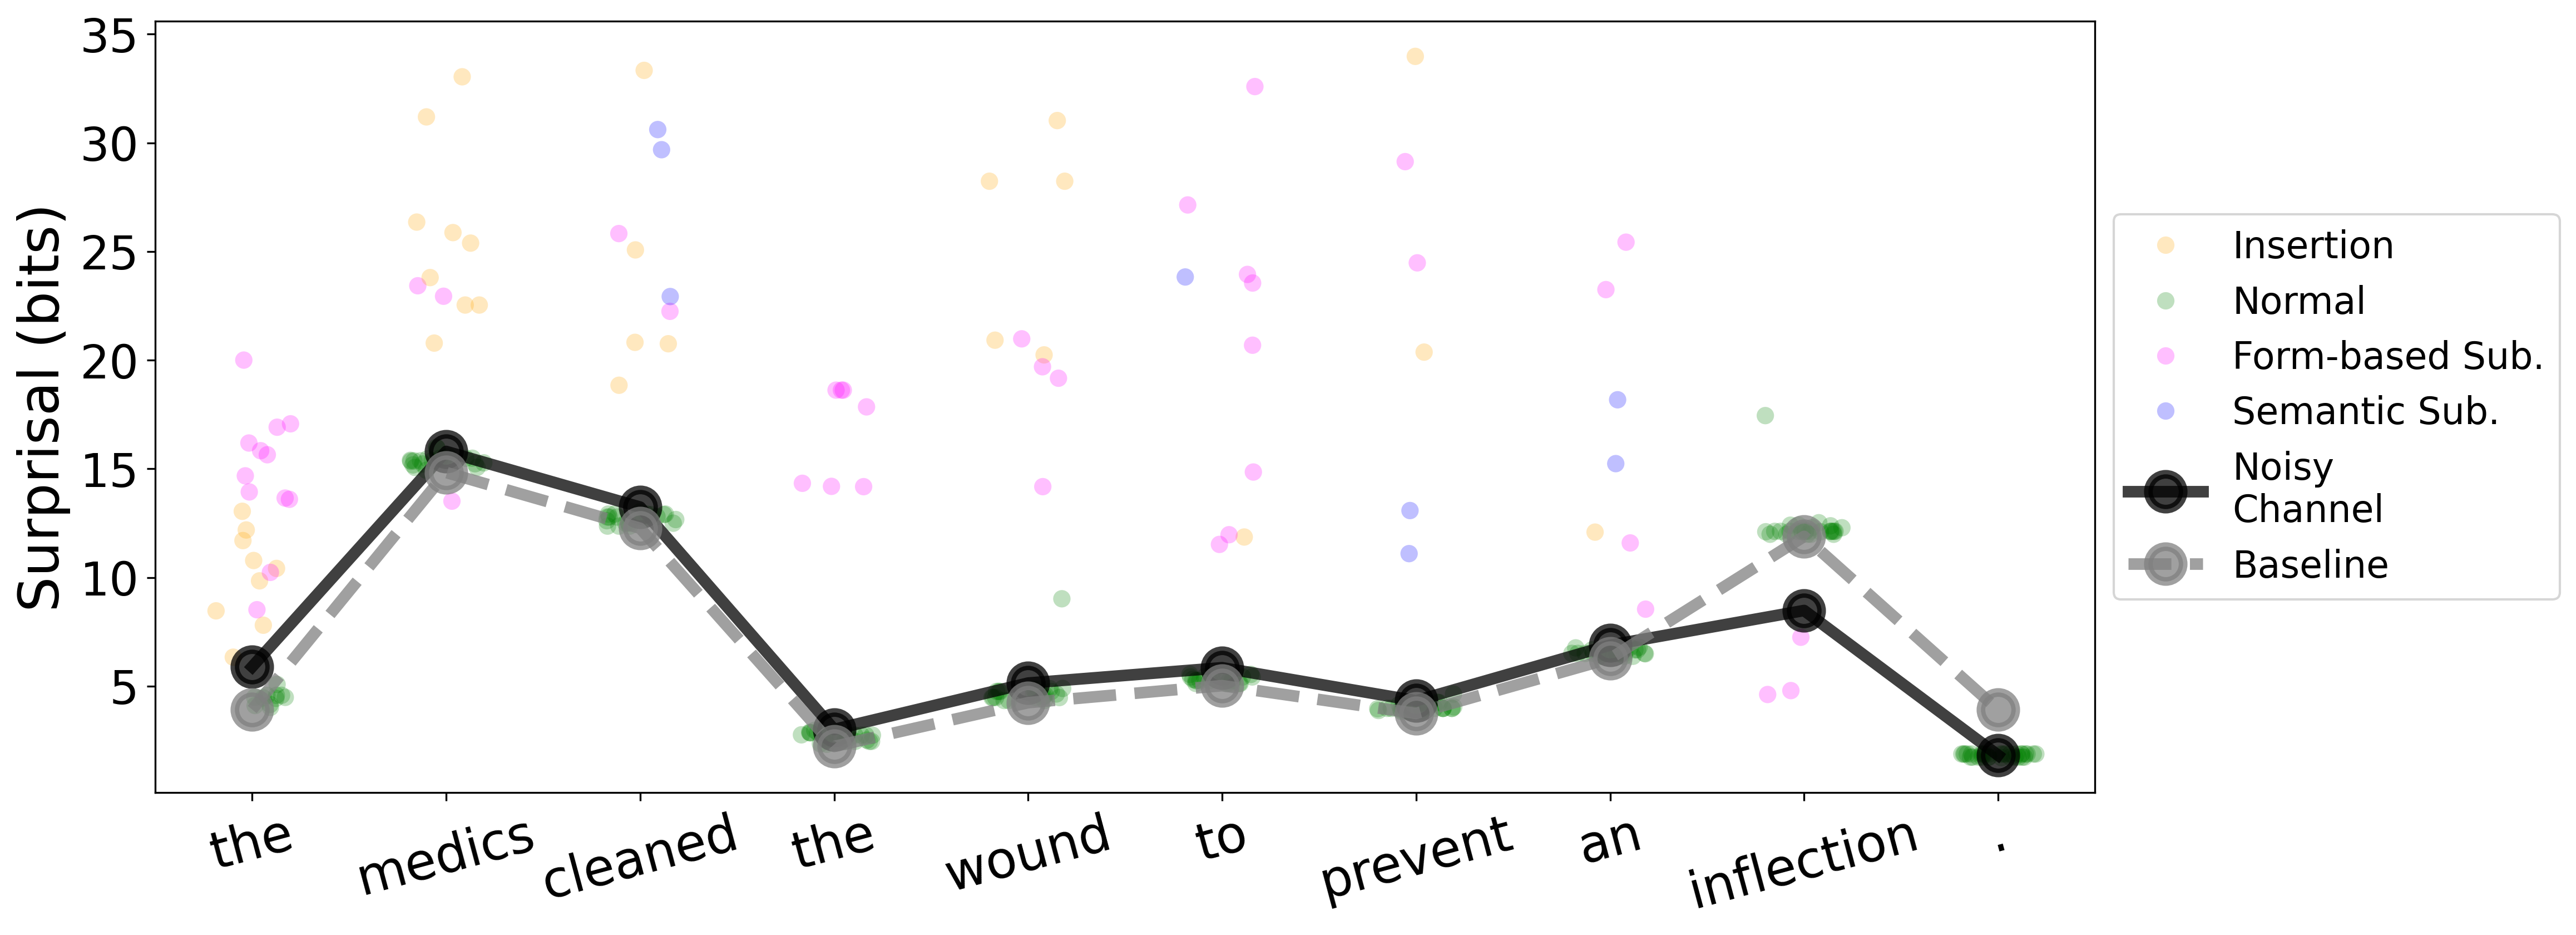 Surprisal (bits)
35
30
25
20
15
10
5
the
medics
cleaned
the
wound
to
prevent
an
inflection
.
Insertion
Normal
Form-based Sub.
Semantic Sub.
Noisy
Channel
Baseline